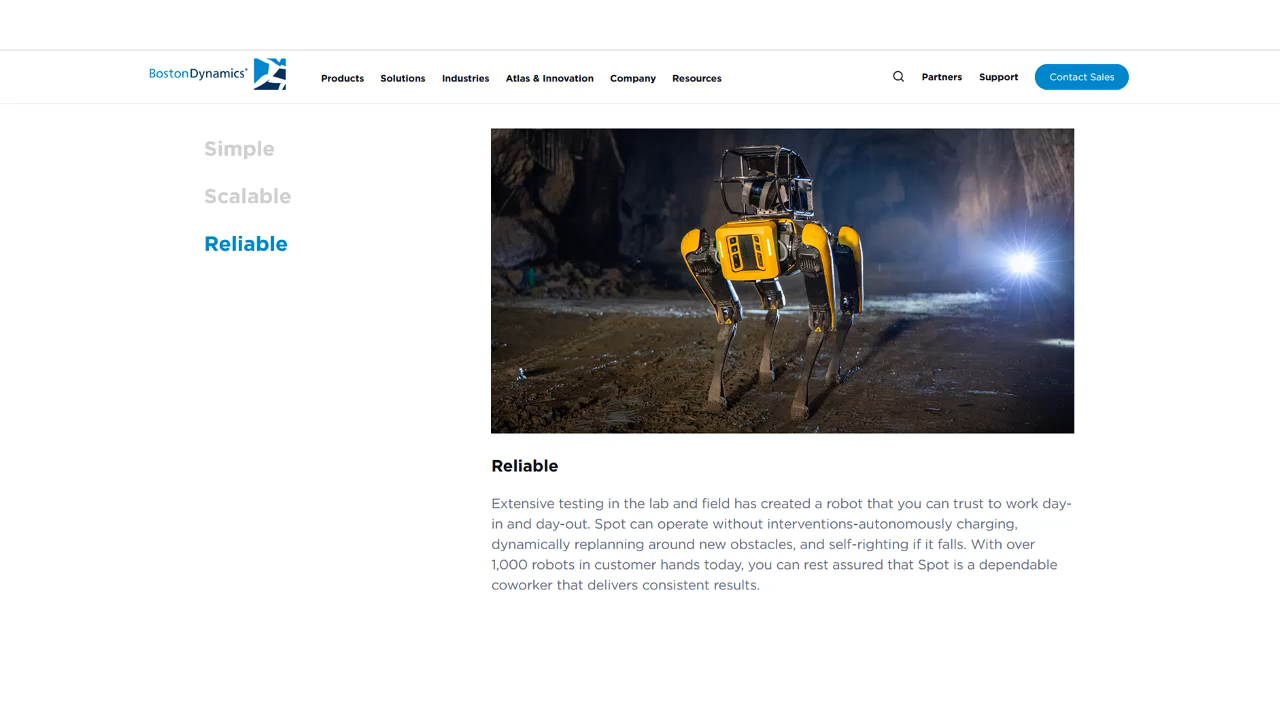 BostonDynamics
Products Solutions Industries Atlas & Innovation Company Resources Partners Support Contact Sales
Simple
Scalable
Reliable
Reliable
Extensive testing in the lab and field has created a robot that you can trust to work day-
in and day-out. Spot can operate without interventions-autonomously charging,
dynamically replanning around new obstacles, and self-righting if it falls. With over
1,000 robots in customer hands today, you can rest assured that Spot is a dependable
coworker that delivers consistent results.